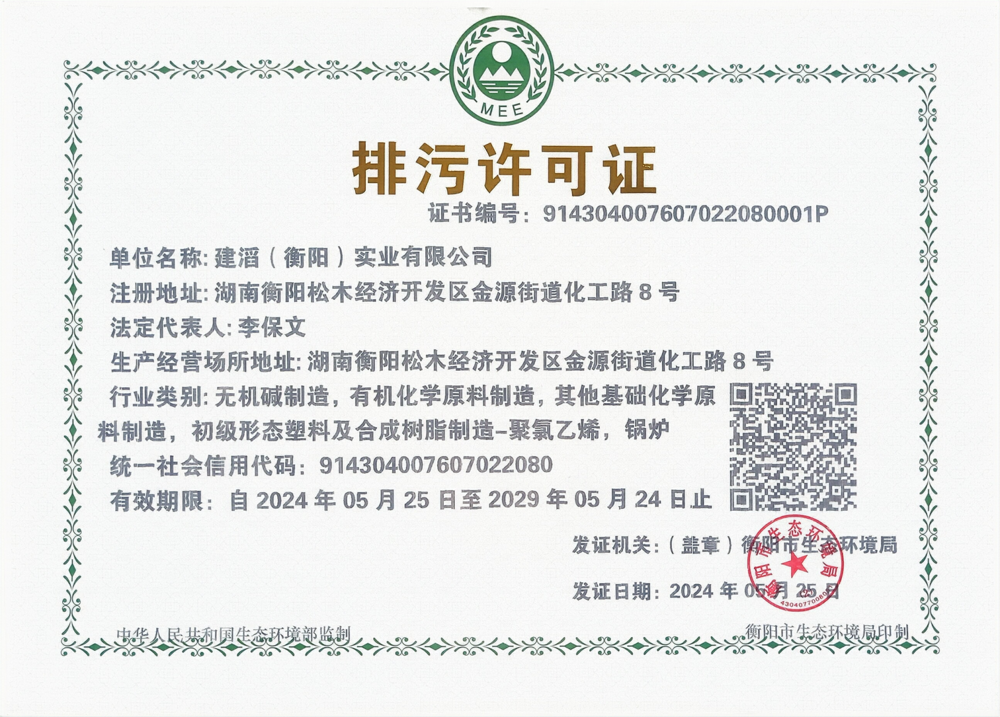 MEE
排污许可证
证书编号：914304007607022080001P
单位名称:建滔（衡阳）实业有限公司
注册地址:湖南衡阳松木经济开发区金源街道化工路 8 号
法定代表人:李保文
生产经营场所地址:湖南衡阳松木经济开发区金源街道化工路 8 号
行业类别:无机碱制造，有机化学原料制造，其他基础化学原
料制造，初级形态塑料及合成树脂制造-聚氯乙烯，锅炉
统一社会信用代码：914304007607022080
有效期限：自 2024 年 05 月 25 日至 2029 年 05 月 24 日止
发证机关：（盖章）衡阳市生态环境局
衡阳市生态环境局
发证日期：2024 年 05 月 25 日
中华人民共和国生态环境部监制
衡阳市生态环境局印制